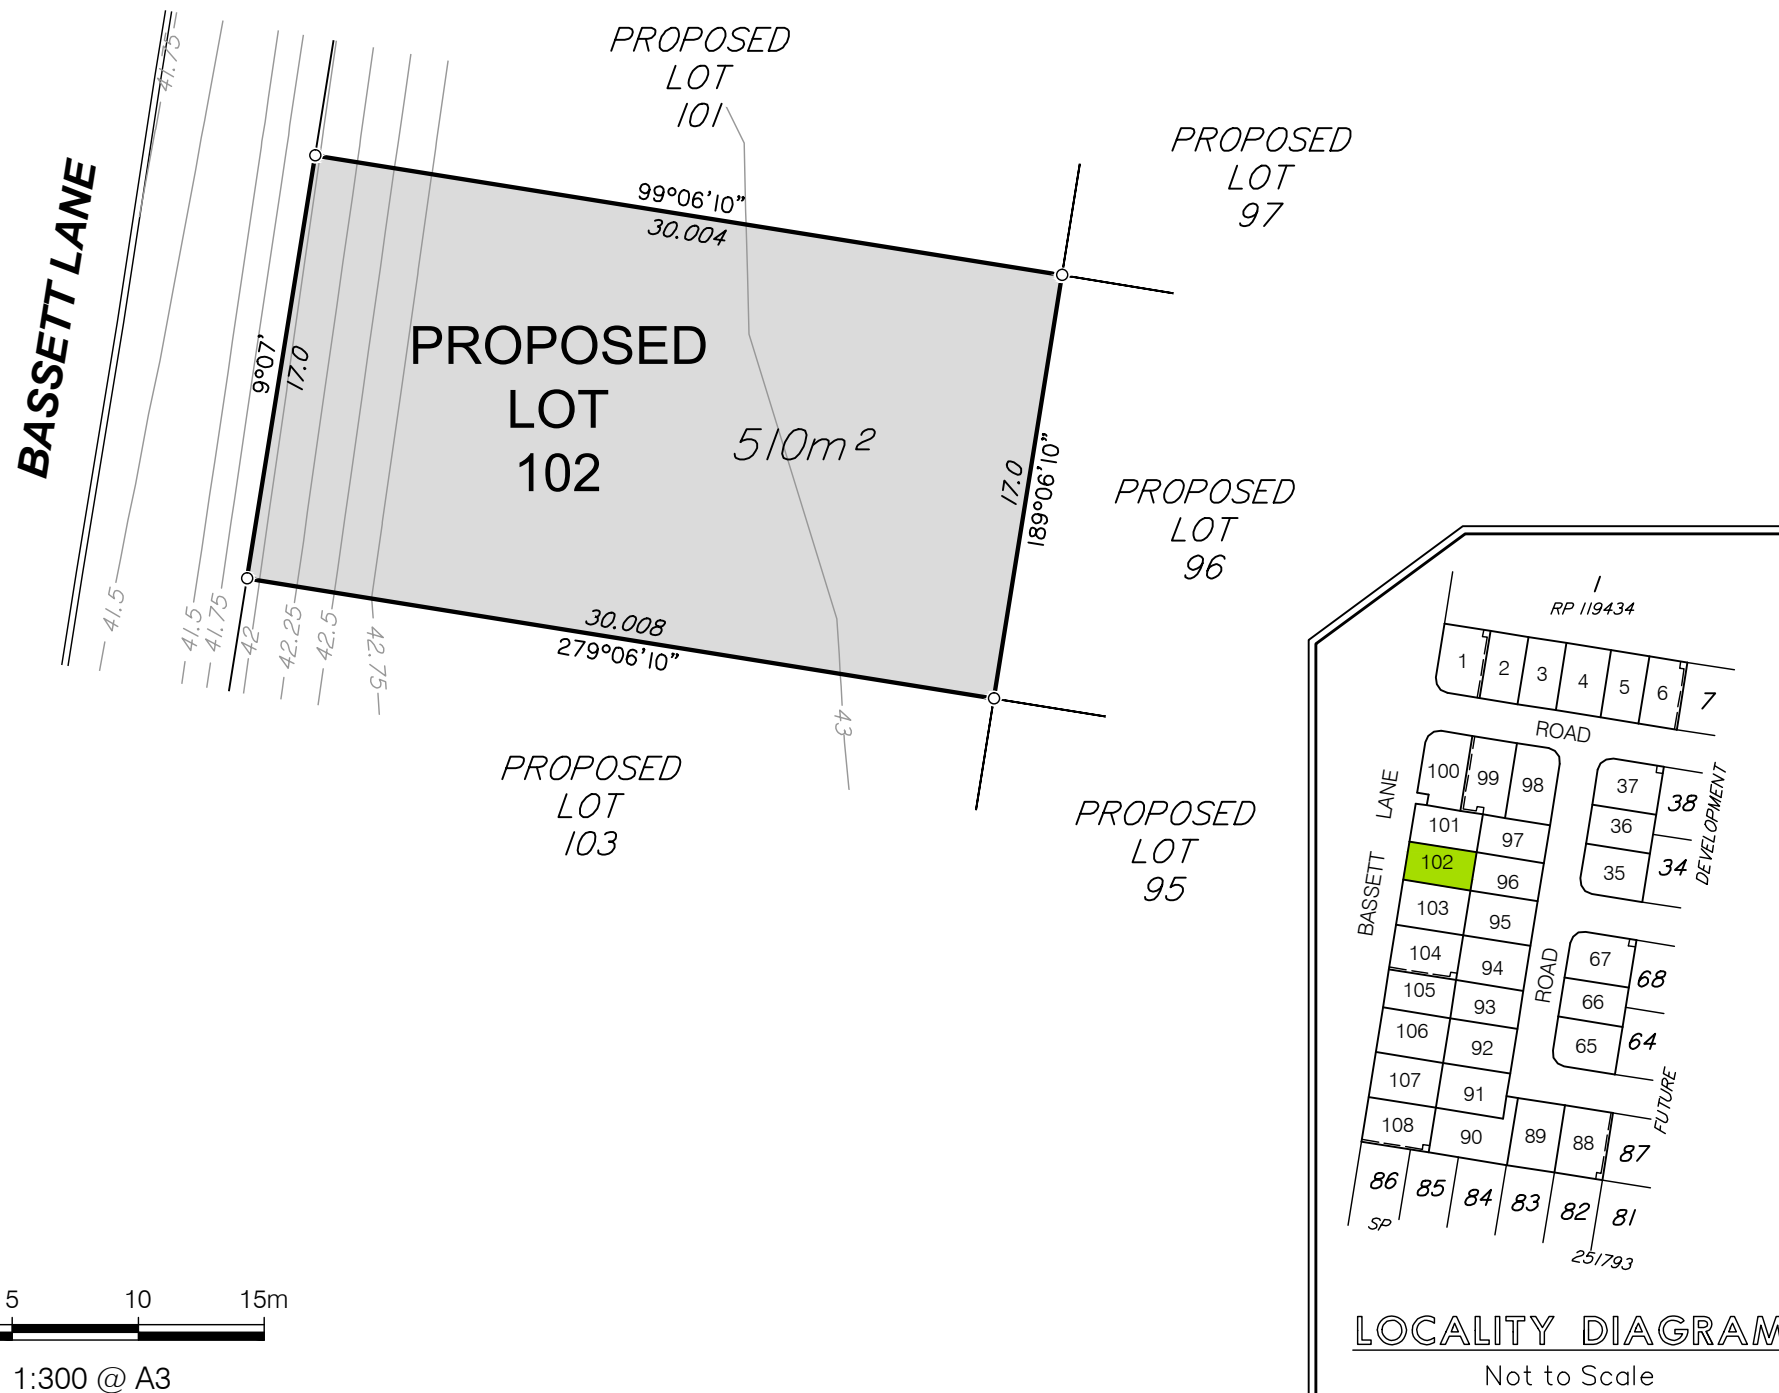 PROPOSED
LOT
101
PROPOSED
LOT
97
41.75
BASSETT LANE
99°06'10"
30.004
9°07'
17.0
PROPOSED
LOT
102
510m²
17.0
189°06'10"
PROPOSED
LOT
96
30.008
279°06'10"
41.5
41.5
41.75
42
42.25
42.5
42.75
43
PROPOSED
LOT
103
PROPOSED
LOT
95
1
RP 119434
1
2
3
4
5
6
7
ROAD
100
99
98
37
38
36
34
35
DEVELOPMENT
BASSETT LANE
101
97
102
96
103
95
104
94
105
93
106
92
107
91
108
90
89
88
87
ROAD
67
68
66
64
65
FUTURE
86
85
84
83
82
81
SP
251793
5 10 15m
1:300 @ A3
LOCALITY DIAGRAM
Not to Scale